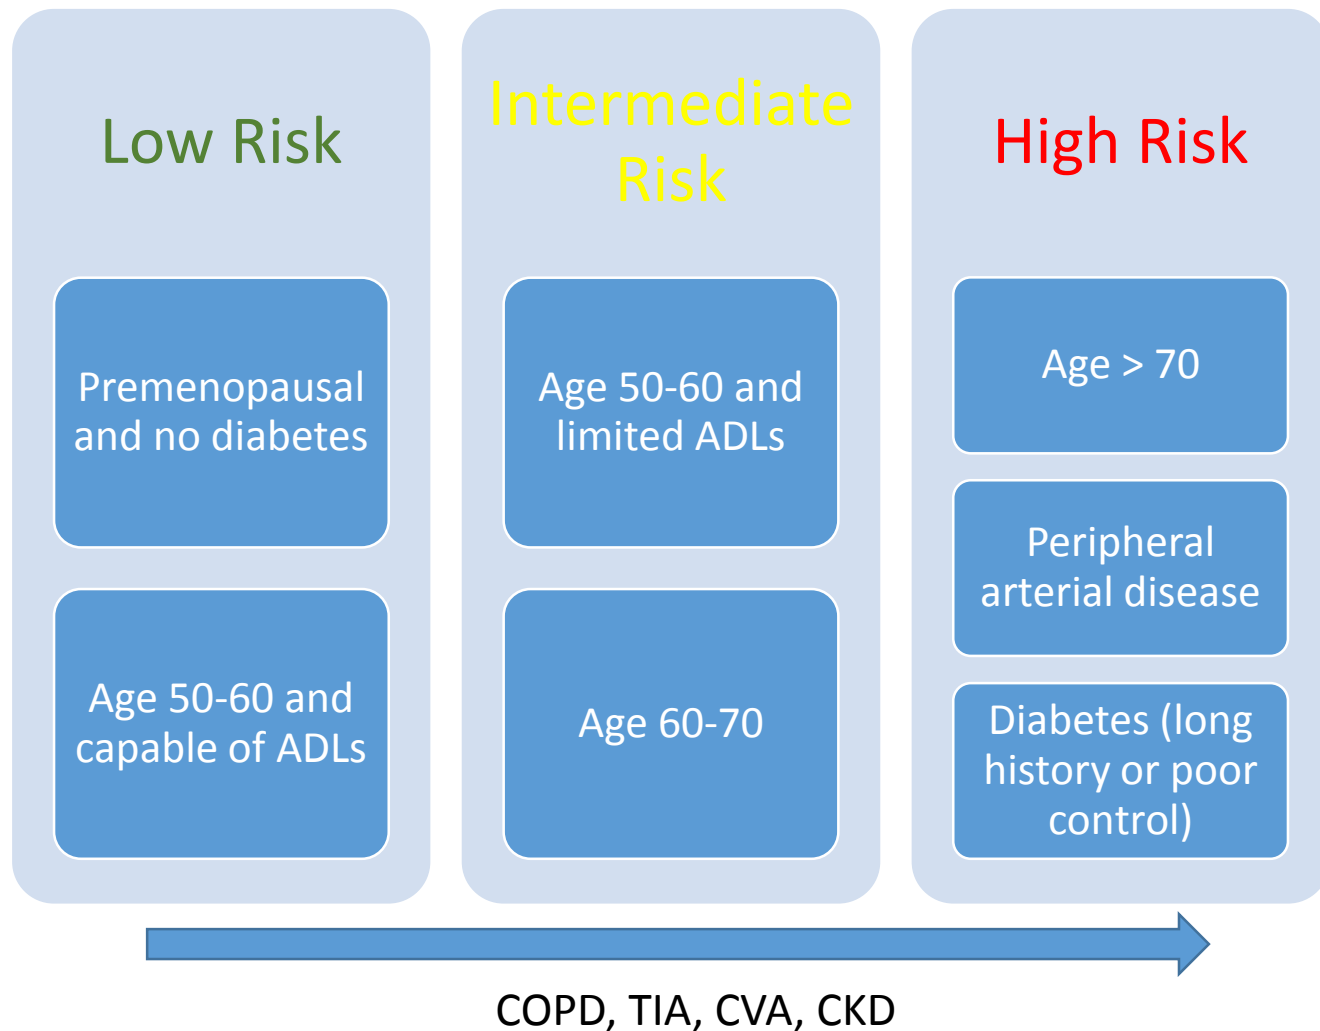 Low Risk
Premenopausal
and no diabetes
Age 50-60 and
capable of ADLs
Intermediate
Risk
Age 50-60 and
limited ADLs
Age 60-70
High Risk
Age > 70
Peripheral
arterial disease
Diabetes (long
history or poor
control)
COPD, TIA, CVA, CKD